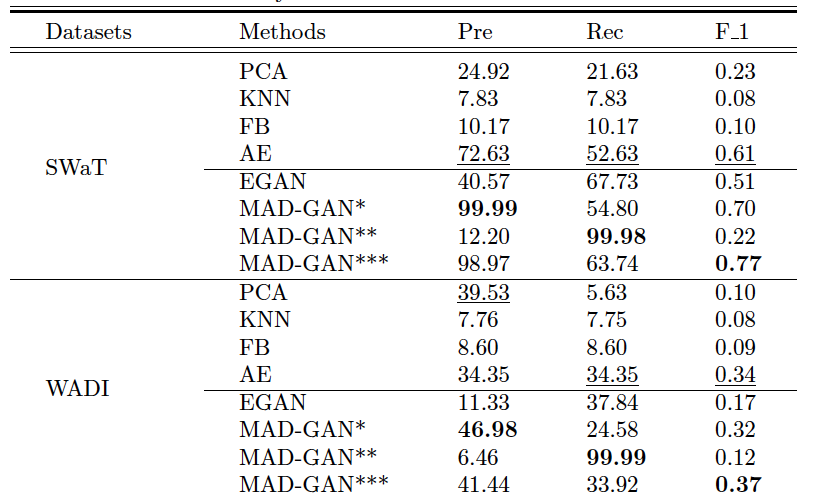 Datasets Methods Pre Rec F_1
PCA 24.92 21.63 0.23
KNN 7.83 7.83 0.08
FB 10.17 10.17 0.10
AE 72.63 52.63 0.61
SWaT
EGAN 40.57 67.73 0.51
MAD-GAN* 99.99 54.80 0.70
MAD-GAN** 12.20 99.98 0.22
MAD-GAN*** 98.97 63.74 0.77
PCA 39.53 5.63 0.10
KNN 7.76 7.75 0.08
FB 8.60 8.60 0.09
AE 34.35 34.35 0.34
WADI
EGAN 11.33 37.84 0.17
MAD-GAN* 46.98 24.58 0.32
MAD-GAN** 6.46 99.99 0.12
MAD-GAN*** 41.44 33.92 0.37